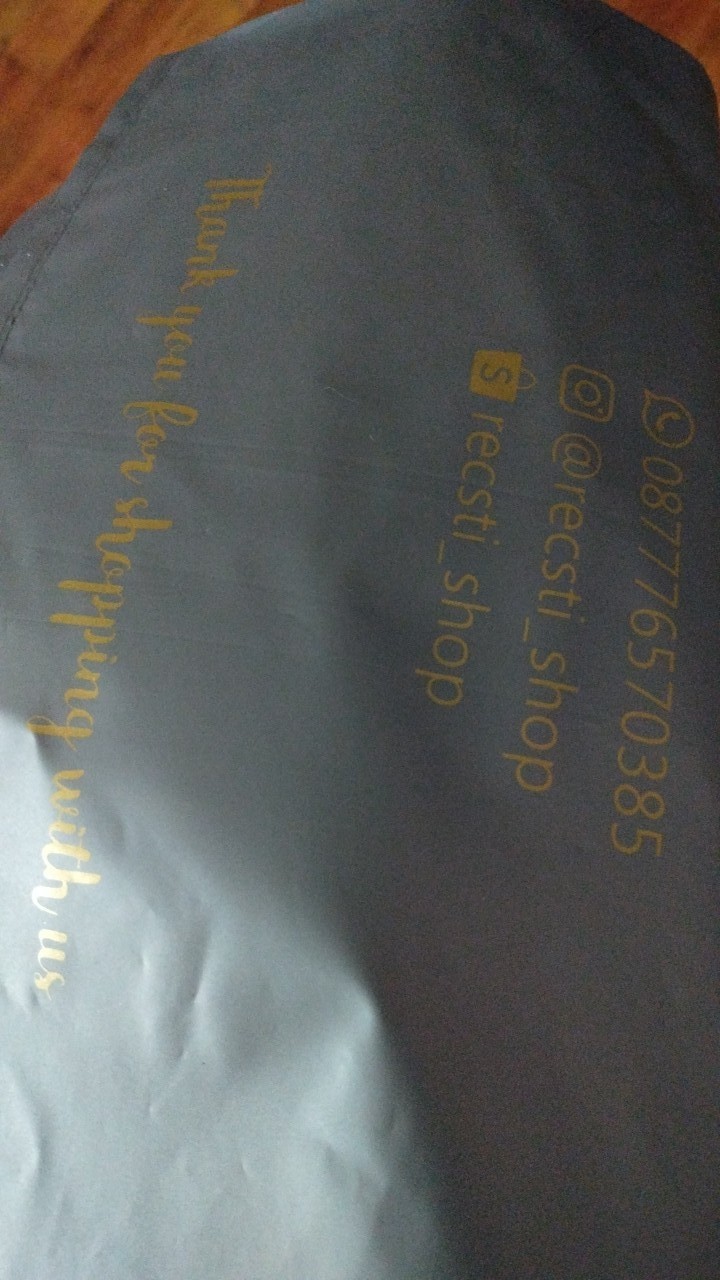 087776570385
@recsti_shop
S recsti_shop
Thank you for shopping with us